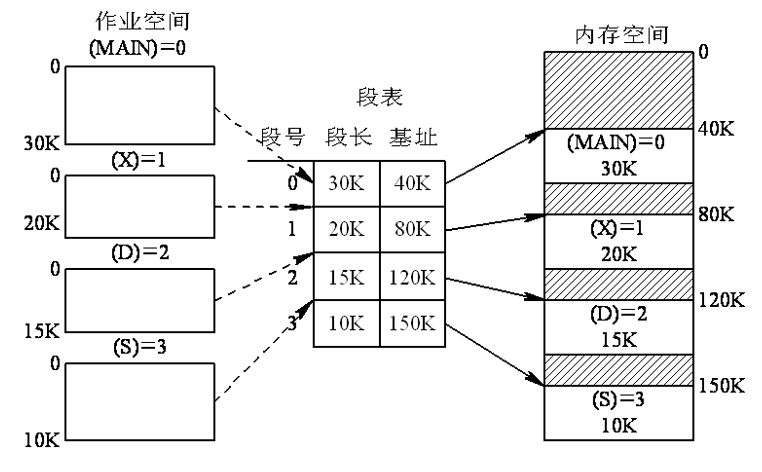 作业空间
(MAIN)=0
0
30K
(X)=1
0
20K
(D)=2
0
15K
(S)=3
0
10K
段表
段号 段长 基址
0 30K 40K
1 20K 80K
2 15K 120K
3 10K 150K
内存空间
0
40K
(MAIN)=0
30K
80K
(X)=1
20K
120K
(D)=2
15K
150K
(S)=3
10K